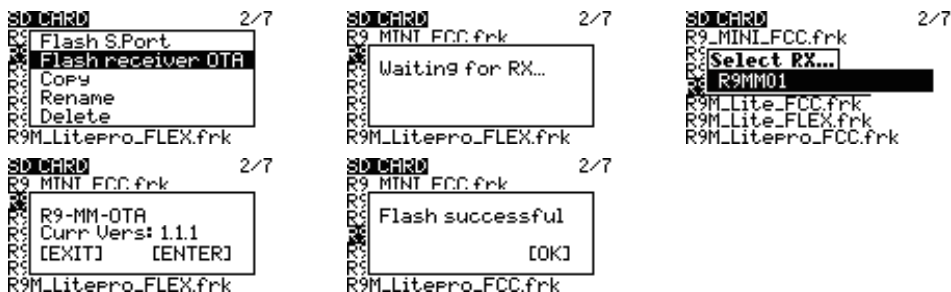 SD CARD 2/7
Flash S.Port
Flash receiver OTA
Copy
Rename
Delete
R9M_Litepro_FLEX.frk
SD CARD 2/7
R9_MINI_FCC.frk
Waiting for RX...
R9M_Litepro_FLEX.frk
SD CARD 2/7
R9_MINI_FCC.frk
Select RX...
R9MM01
R9M_Lite_FCC.frk
R9M_Lite_FLEX.frk
R9M_Litepro_FCC.frk
SD CARD 2/7
R9_MINI_FCC.frk
R9-MM-OTA
Curr Vers: 1.1.1
[EXIT] [ENTER]
R9M_Litepro_FLEX.frk
SD CARD 2/7
R9_MINI_FCC.frk
Flash successful
[OK]
R9M_Litepro_FCC.frk